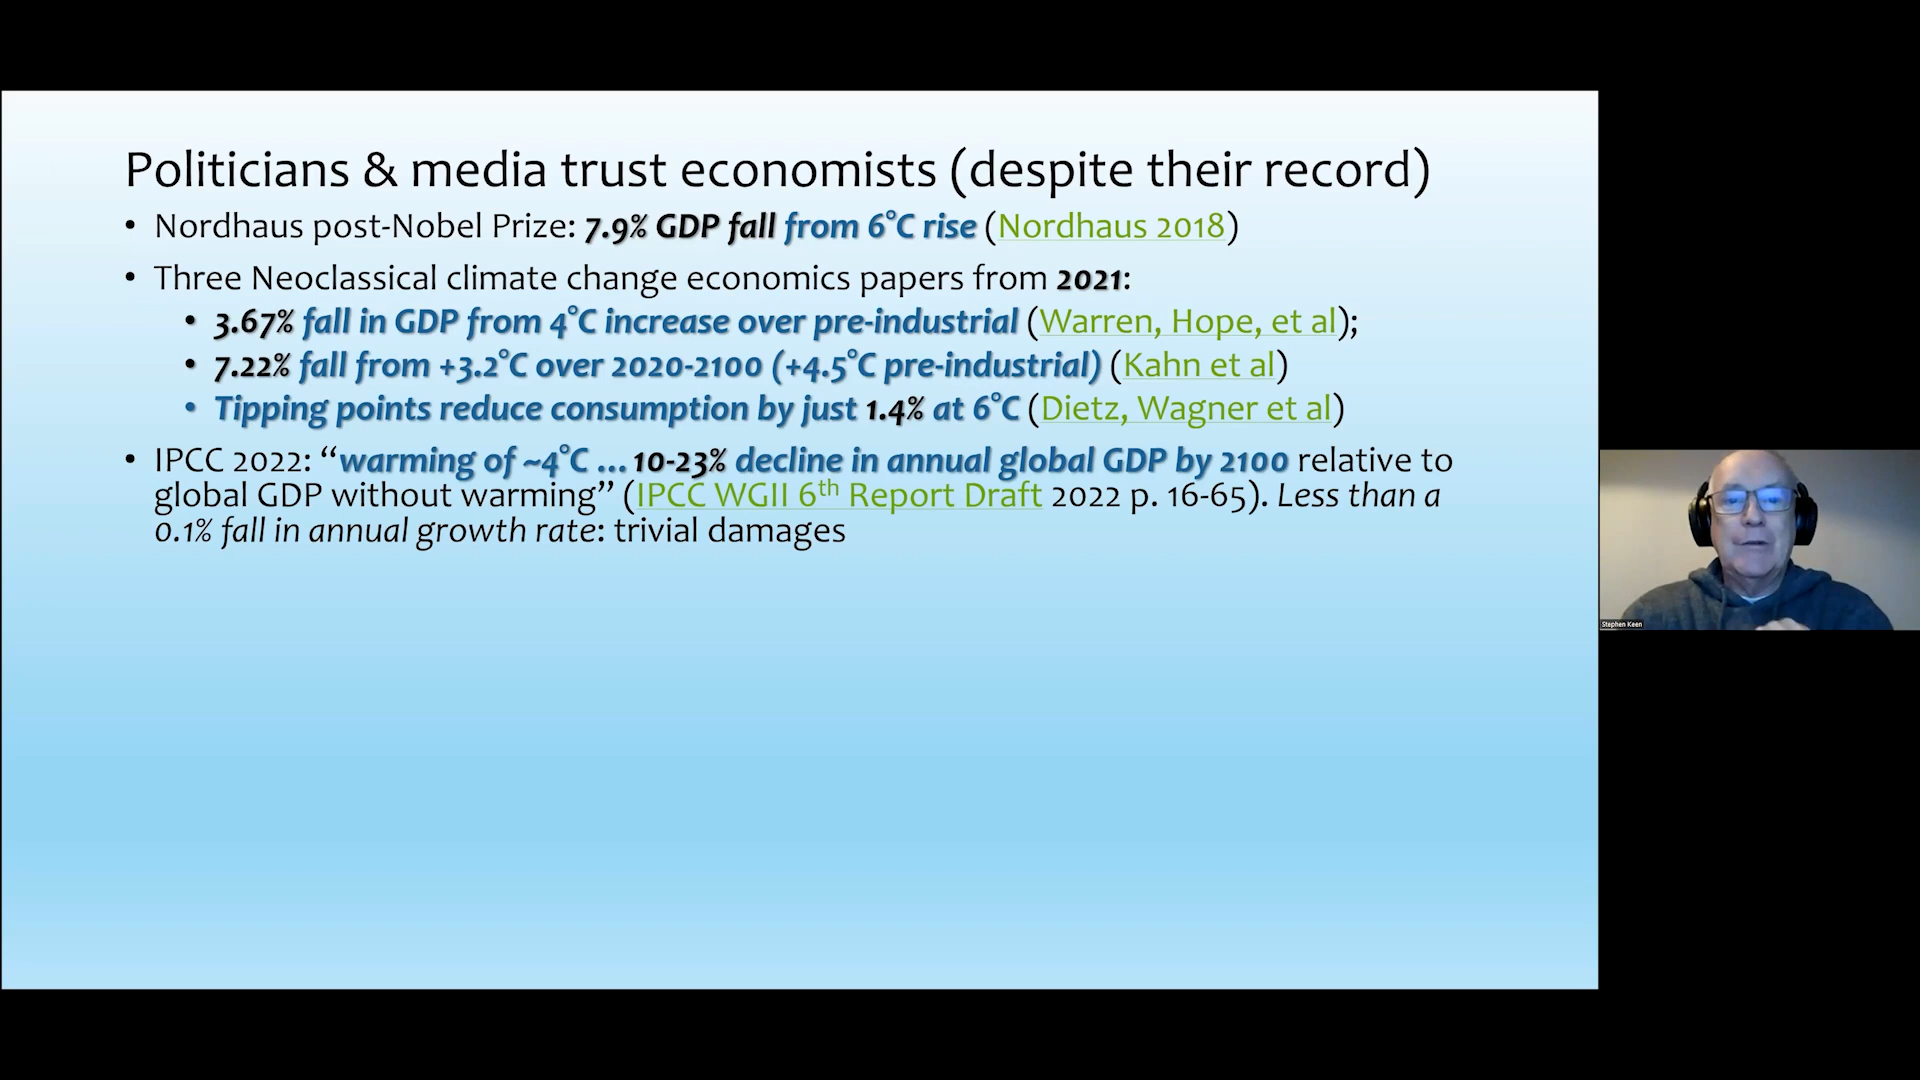 Politicians & media trust economists (despite their record)
• Nordhaus post-Nobel Prize: 7.9% GDP fall from 6°C rise (Nordhaus 2018)
• Three Neoclassical climate change economics papers from 2021:
• 3.67% fall in GDP from 4°C increase over pre-industrial (Warren, Hope, et al);
• 7.22% fall from +3.2°C over 2020-2100 (+4.5°C pre-industrial) (Kahn et al)
• Tipping points reduce consumption by just 1.4% at 6°C (Dietz, Wagner et al)
• IPCC 2022: “warming of ~4°C ... 10-23% decline in annual global GDP by 2100 relative to
global GDP without warming” (IPCC WGII 6th Report Draft 2022 p. 16-65). Less than a
0.1% fall in annual growth rate: trivial damages
Stephen Keen